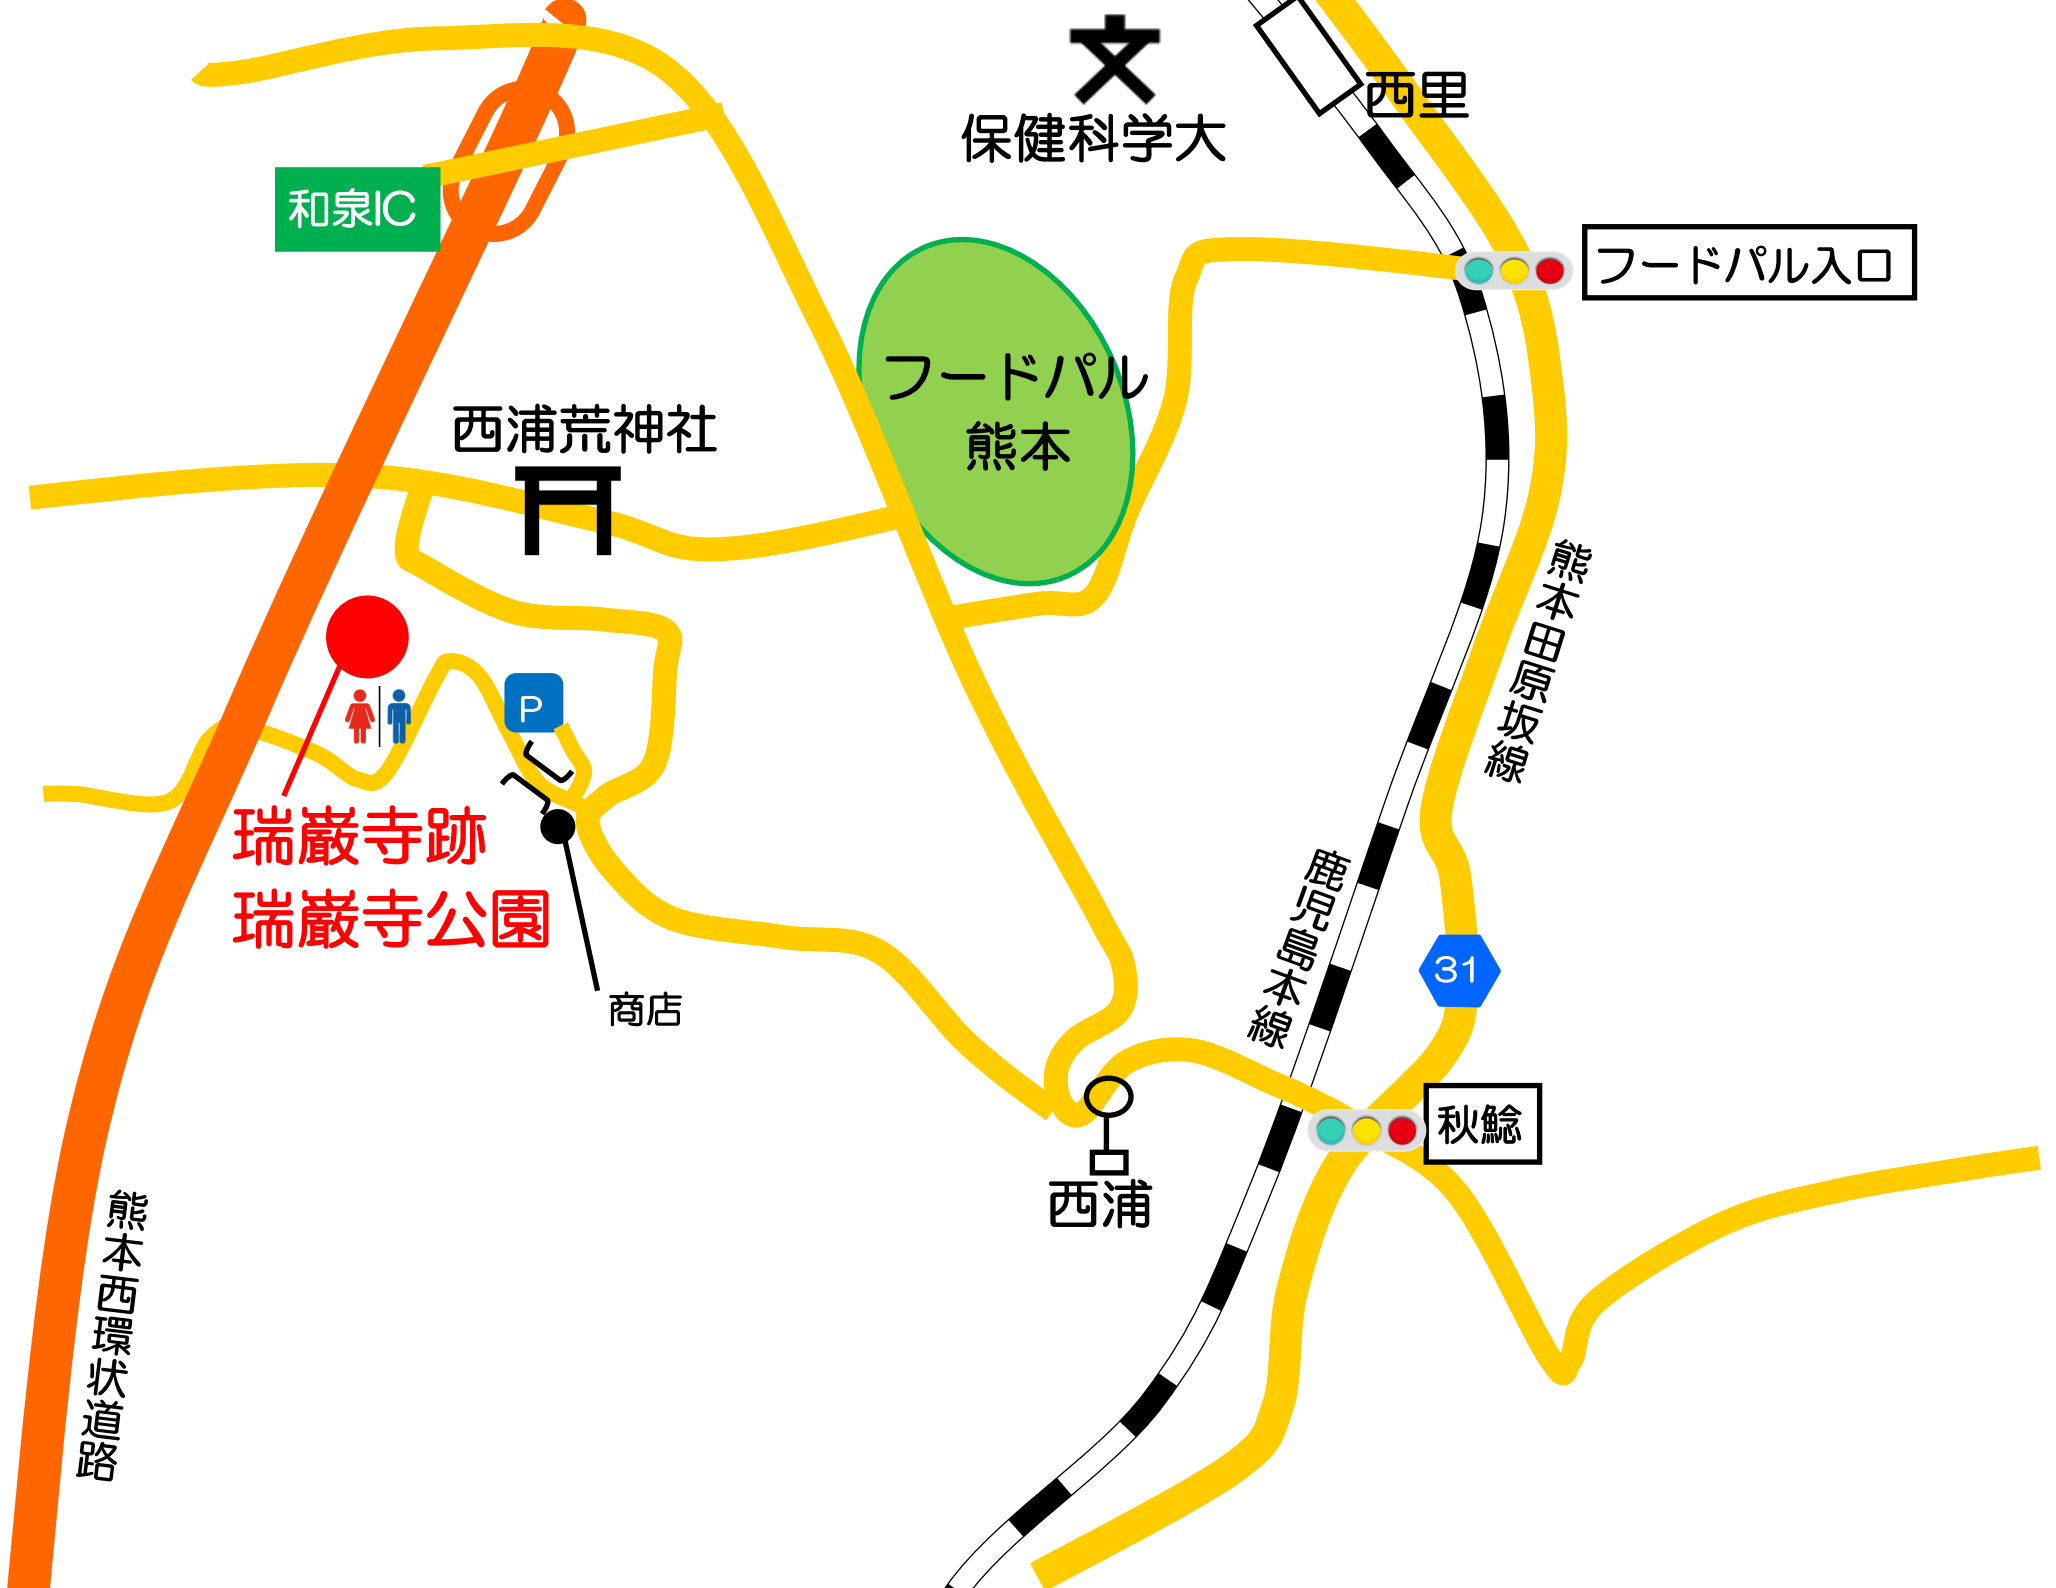 西里
保健科学大
和泉IC
フードパル入口
フードパル
熊本
西浦荒神社
熊本田原坂線
P
瑞巌寺跡
瑞巌寺公園
鹿児島本線
31
商店
秋鯰
西浦
熊本西環状道路